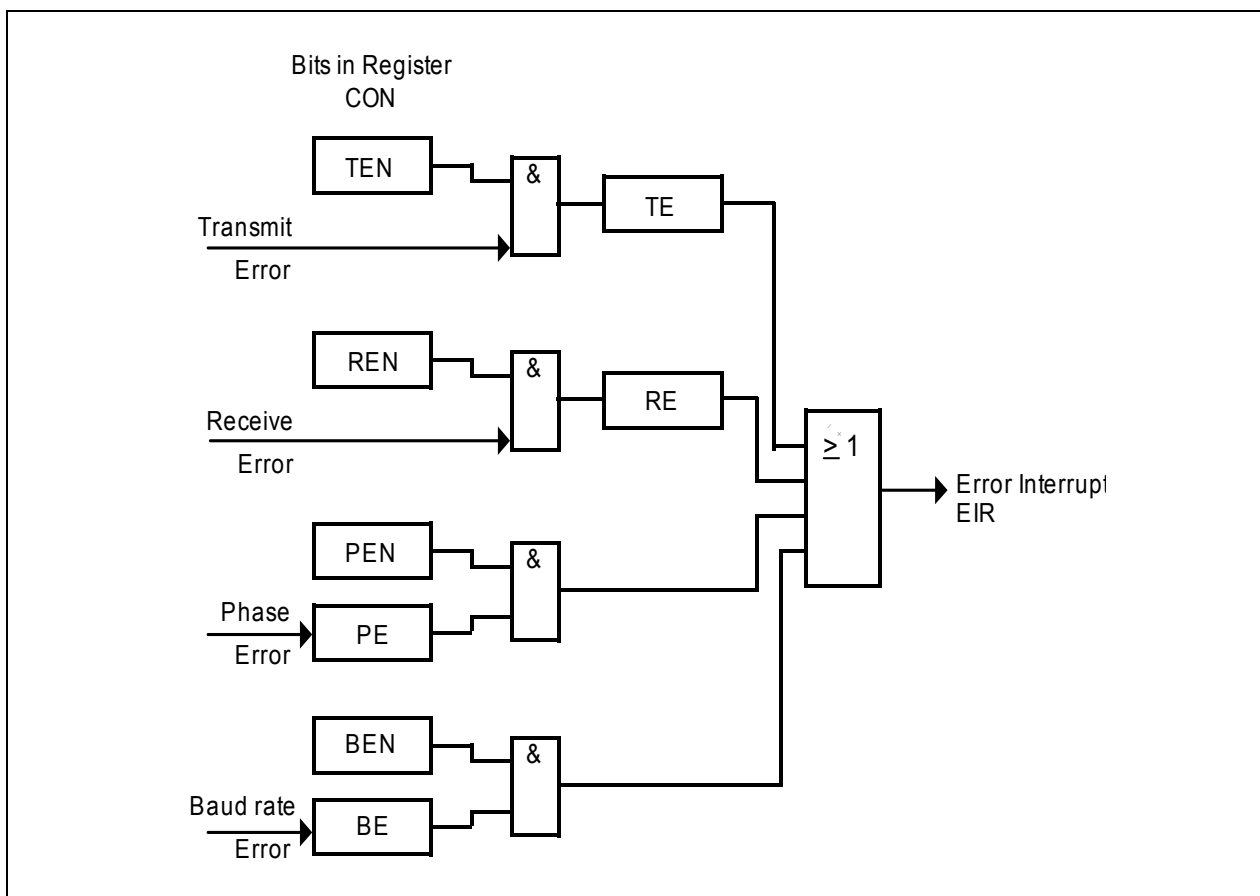 Bits in Register
CON
TEN
&
TE
Transmit
Error
REN
&
RE
Receive
Error
≥ 1
Error Interrupt
EIR
PEN
&
Phase
PE
Error
BEN
&
Baud rate
BE
Error